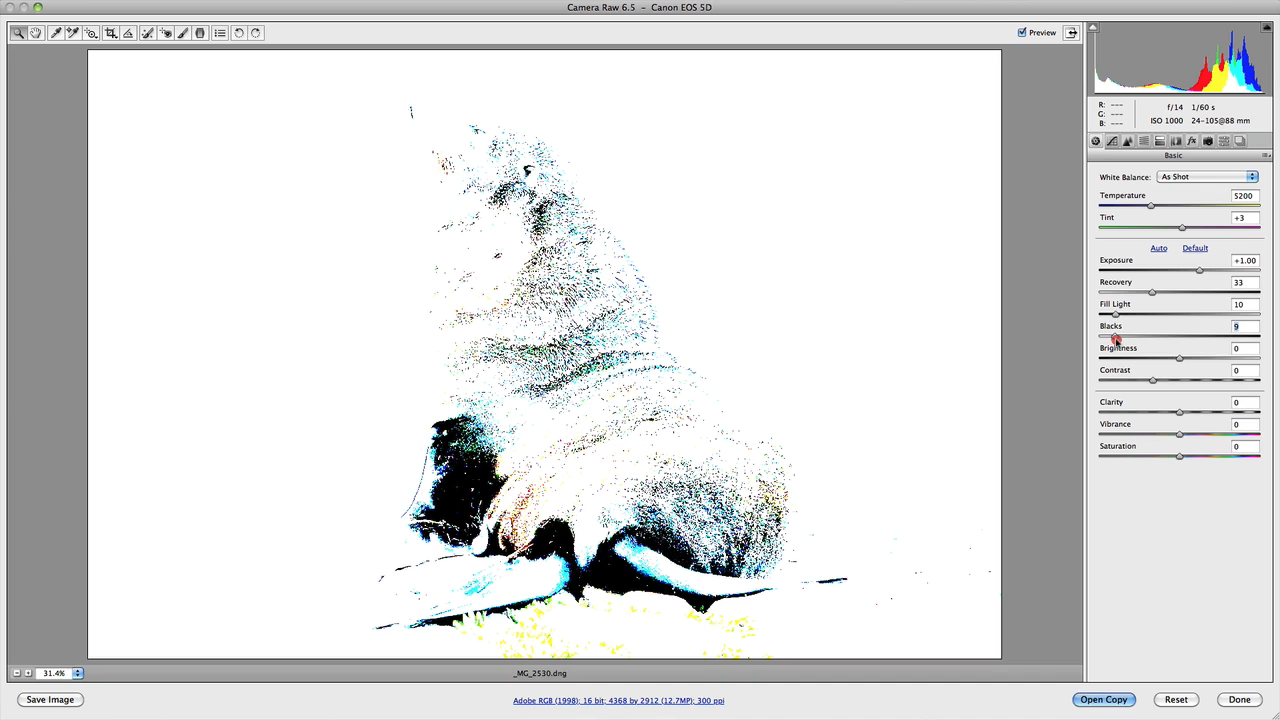 Camera Raw 6.5 – Canon EOS 5D
Preview
R: ---
G: ---
B: ---
f/14 1/60 s
ISO 1000 24-105@88 mm
Basic
White Balance: As Shot
Temperature 5200
Tint +3
Auto Default
Exposure +1.00
Recovery 33
Fill Light 10
Blacks 9
Brightness 0
Contrast 0
Clarity 0
Vibrance 0
Saturation 0
31.4%
_MG_2530.dng
Save Image
Adobe RGB (1998); 16 bit; 4368 by 2912 (12.7MP); 300 ppi
Open Copy
Reset
Done